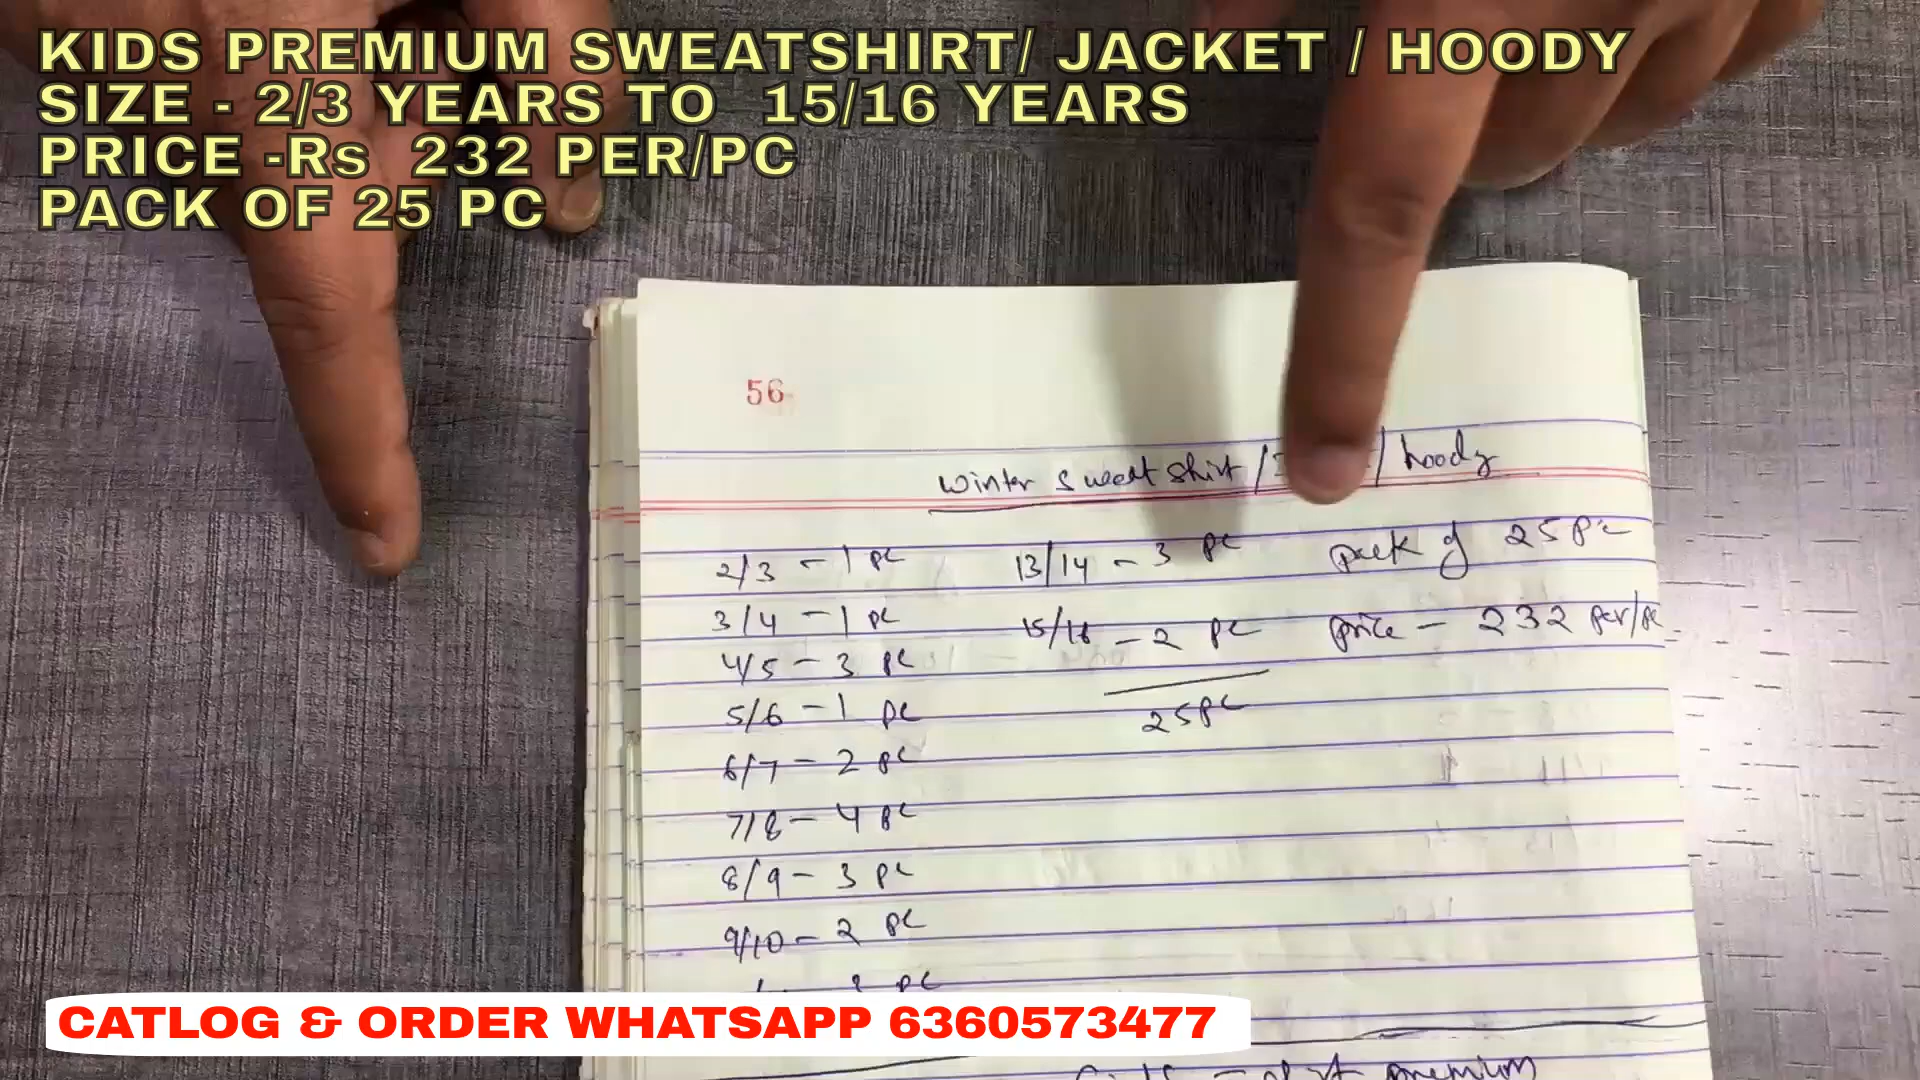 KIDS PREMIUM SWEATSHIRT/ JACKET / HOODY
SIZE - 2/3 YEARS TO 15/16 YEARS
PRICE -Rs 232 PER/PC
PACK OF 25 PC
56
winter sweat shirt / / hoody
2/3 - 1 pc
3/4 - 1 pc
4/5 - 3 pc
5/6 - 1 pc
6/7 - 2 pc
7/8 - 4 pc
8/9 - 3 pc
9/10 - 2 pc
pc
13/14 - 3 pc
15/16 - 2 pc
25pc
pack of 25 pc
price - 232 per/pc
CATLOG & ORDER WHATSAPP 6360573477
premium